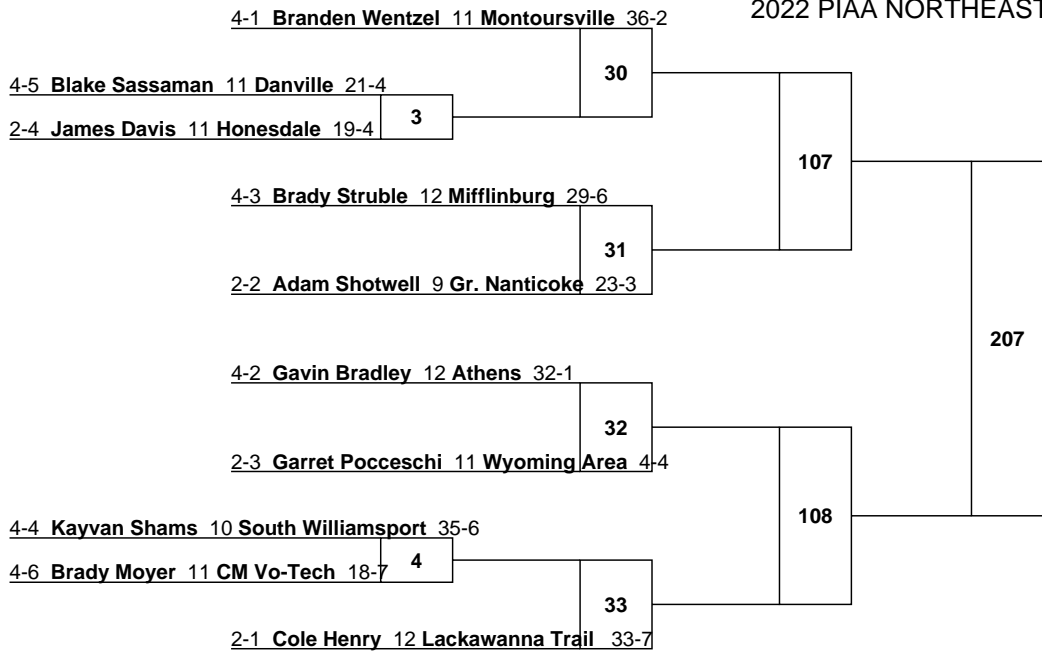 2022 PIAA NORTHEAST
4-1 Branden Wentzel 11 Montoursville 36-2
30
4-5 Blake Sassaman 11 Danville 21-4
3
2-4 James Davis 11 Honesdale 19-4
107
4-3 Brady Struble 12 Mifflinburg 29-6
31
2-2 Adam Shotwell 9 Gr. Nanticoke 23-3
207
4-2 Gavin Bradley 12 Athens 32-1
32
2-3 Garret Pocceschi 11 Wyoming Area 4-4
108
4-4 Kayvan Shams 10 South Williamsport 35-6
4
4-6 Brady Moyer 11 CM Vo-Tech 18-7
33
2-1 Cole Henry 12 Lackawanna Trail 33-7